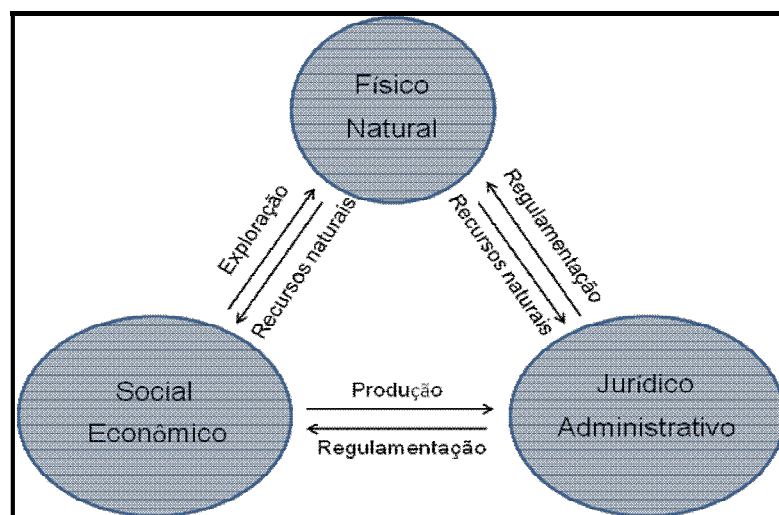 Físico
Natural
Exploração
Recursos naturais
Recursos naturais
Regulamentação
Social
Econômico
Produção
Regulamentação
Jurídico
Administrativo